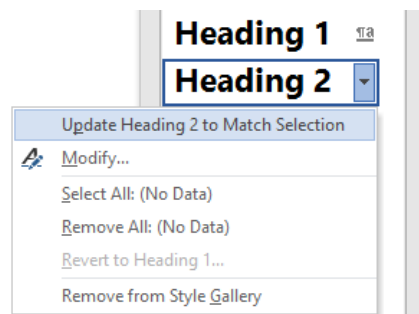 Heading 1 ¶a
Heading 2
Update Heading 2 to Match Selection
Modify...
Select All: (No Data)
Remove All: (No Data)
Revert to Heading 1...
Remove from Style Gallery